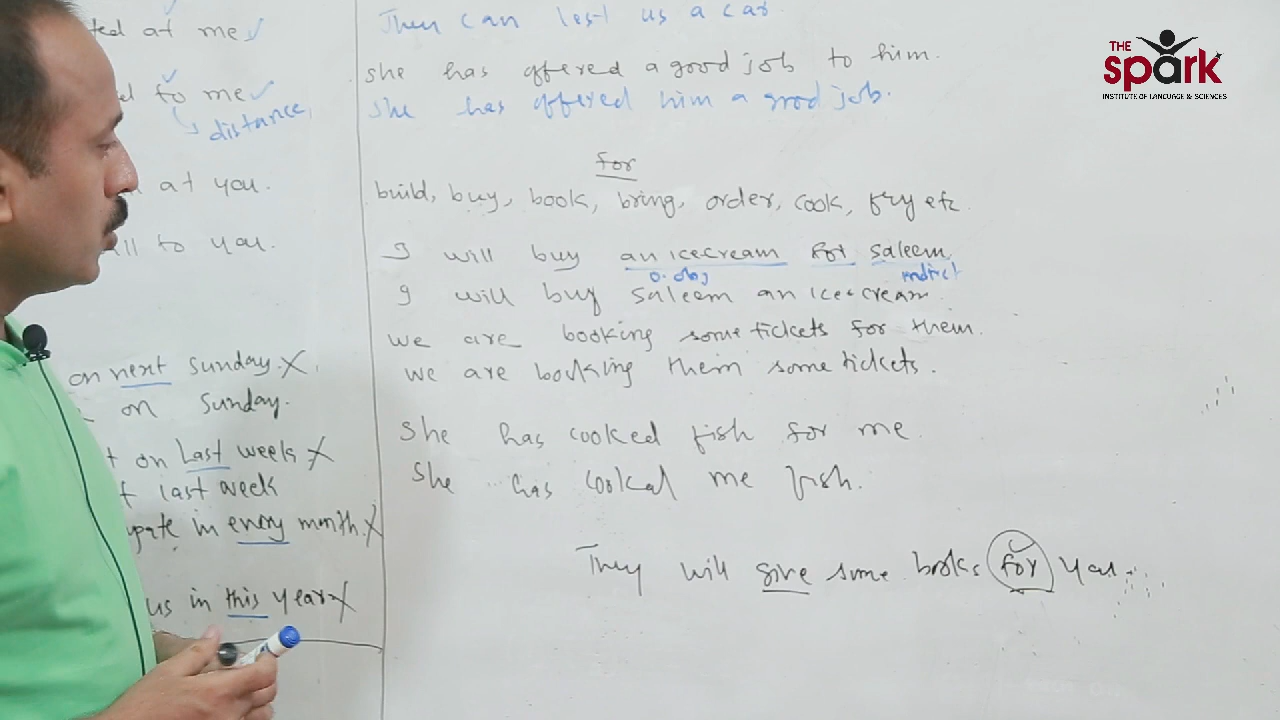 ted at me
They can lest us a car
she has offered a good job to him.
d to me
distance,
She has offered him a good job.
THE
spark
INSTITUTE OF LANGUAGE & SCIENCES
at you.
to you.
for
build, buy, book, bring, order, cook, fry etc
I will buy an icecream for saleem.
o. obj
indirect
I will buy saleem an icecream.
we are booking some tickets for them.
we are booking them some tickets.
She has cooked fish for me
She has cooked me fish.
They will give some books for you
on next Sunday. X
on Sunday.
on Last week X
last week
in every month. X
us in this year X